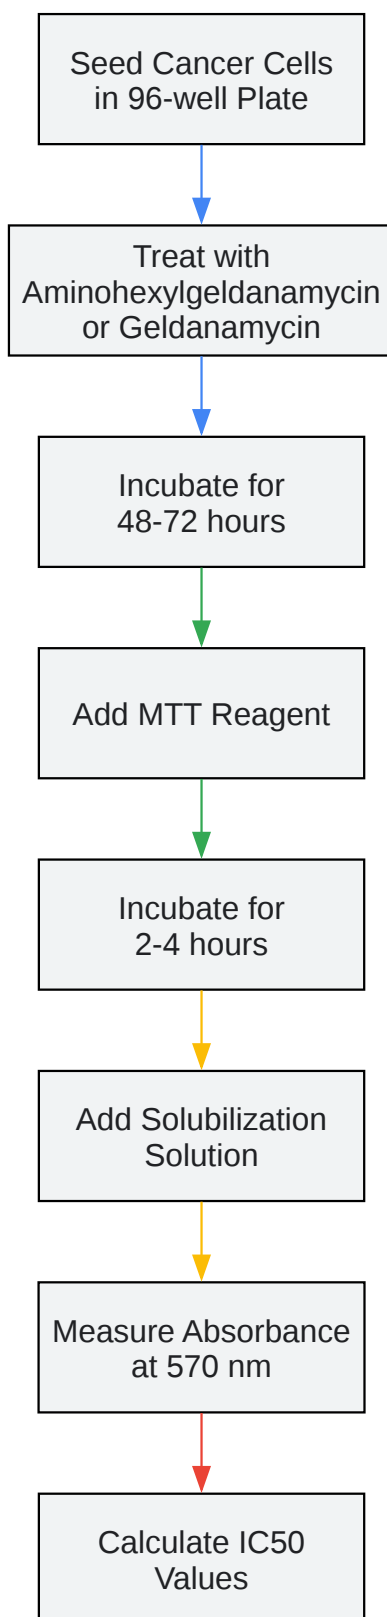 Seed Cancer Cells
in 96-well Plate
Treat with
Aminohexylgeldanamycin
or Geldanamycin
Incubate for
48-72 hours
Add MTT Reagent
Incubate for
2-4 hours
Add Solubilization
Solution
Measure Absorbance
at 570 nm
Calculate IC50
Values